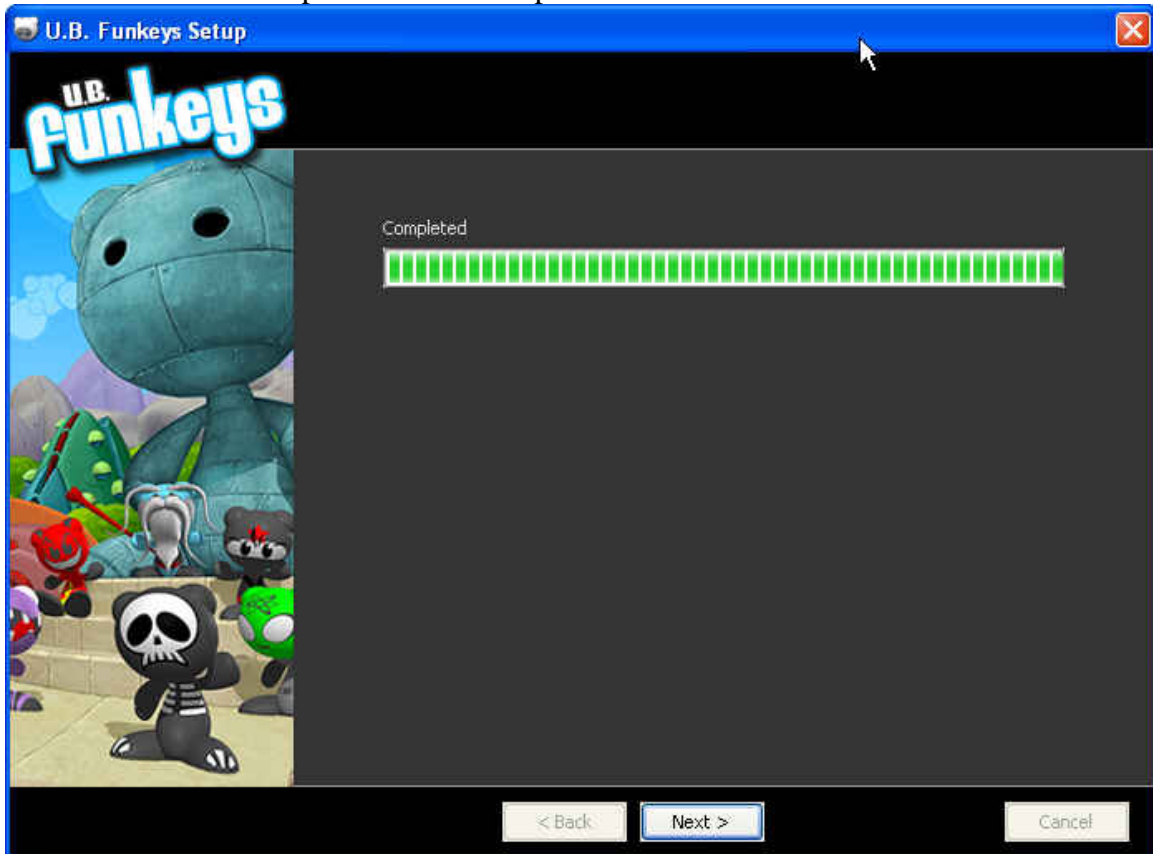 U.B. Funkeys Setup
U.B.
funkeys
Completed
< Back
Next >
Cancel